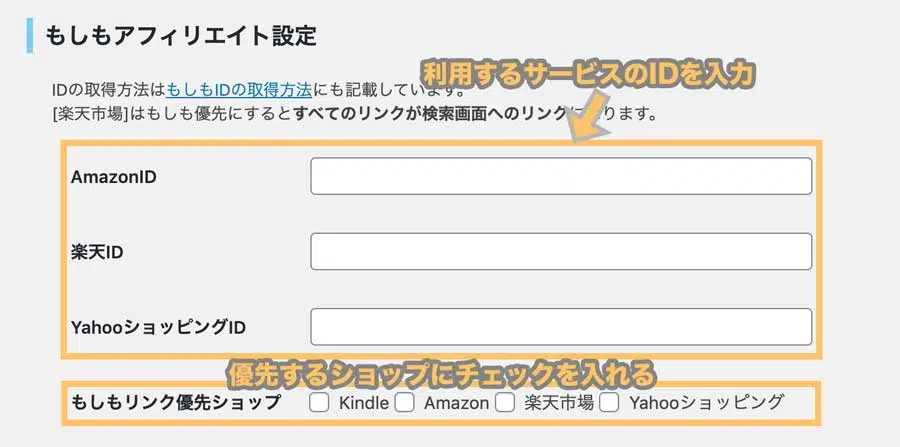 もしもアフィリエイト設定
利用するサービスのIDを入力
IDの取得方法はもしもIDの取得方法にも記載しています。
[楽天市場]はもしも優先にするとすべてのリンクが検索画面へのリンクになります。
AmazonID
楽天ID
YahooショッピングID
優先するショップにチェックを入れる
もしもリンク優先ショップ Kindle Amazon 楽天市場 Yahooショッピング